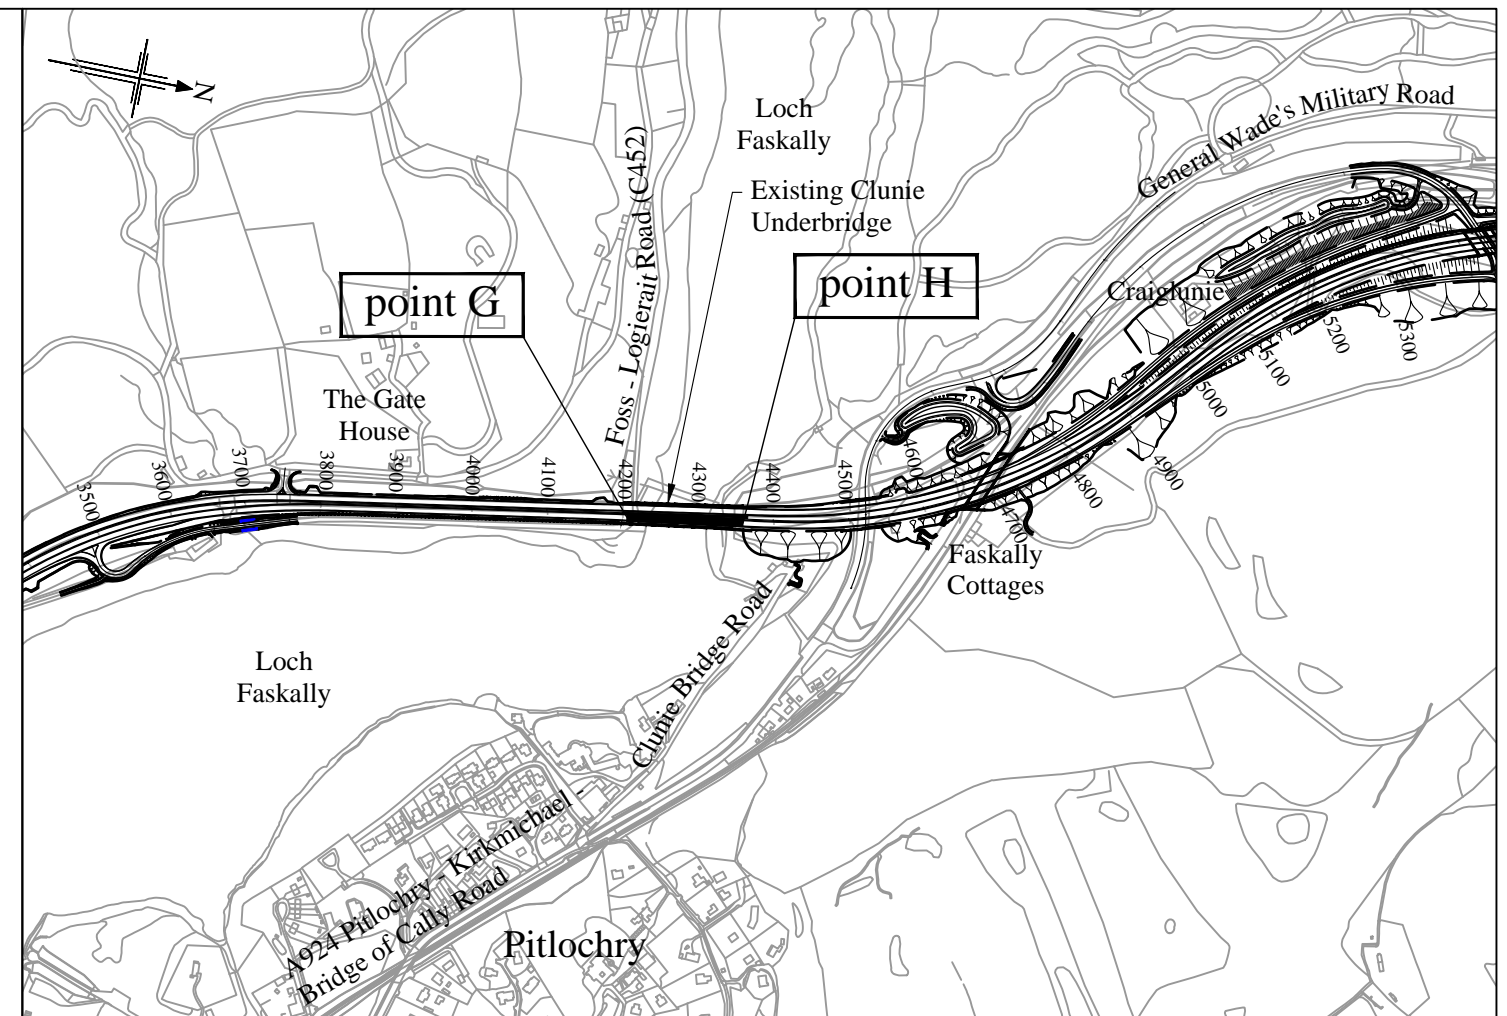 N
Loch
Faskally
General Wade's Military Road
Existing Clunie
Underbridge
Foss - Logierait Road (C452)
point G
point H
Craiglunie
The Gate
House
3500
3600
3700
3800
3900
4000
4100
4200
4300
4400
4500
4600
4700
4800
4900
5000
5100
5200
5300
Faskally
Cottages
Clunie Bridge Road
Loch
Faskally
A924 Pitlochry - Kirkmichael -
Bridge of Cally Road
Pitlochry